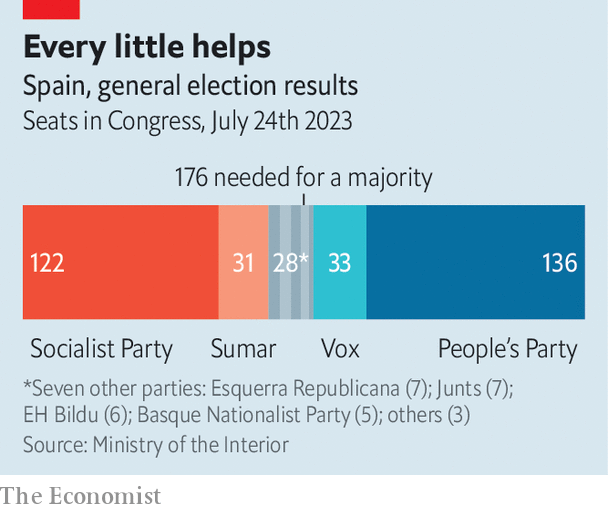 Every little helps
Spain, general election results
Seats in Congress, July 24th 2023
176 needed for a majority
122 31 28* 33 136
Socialist Party Sumar Vox People's Party
*Seven other parties: Esquerra Republicana (7); Junts (7);
EH Bildu (6); Basque Nationalist Party (5); others (3)
Source: Ministry of the Interior
The Economist